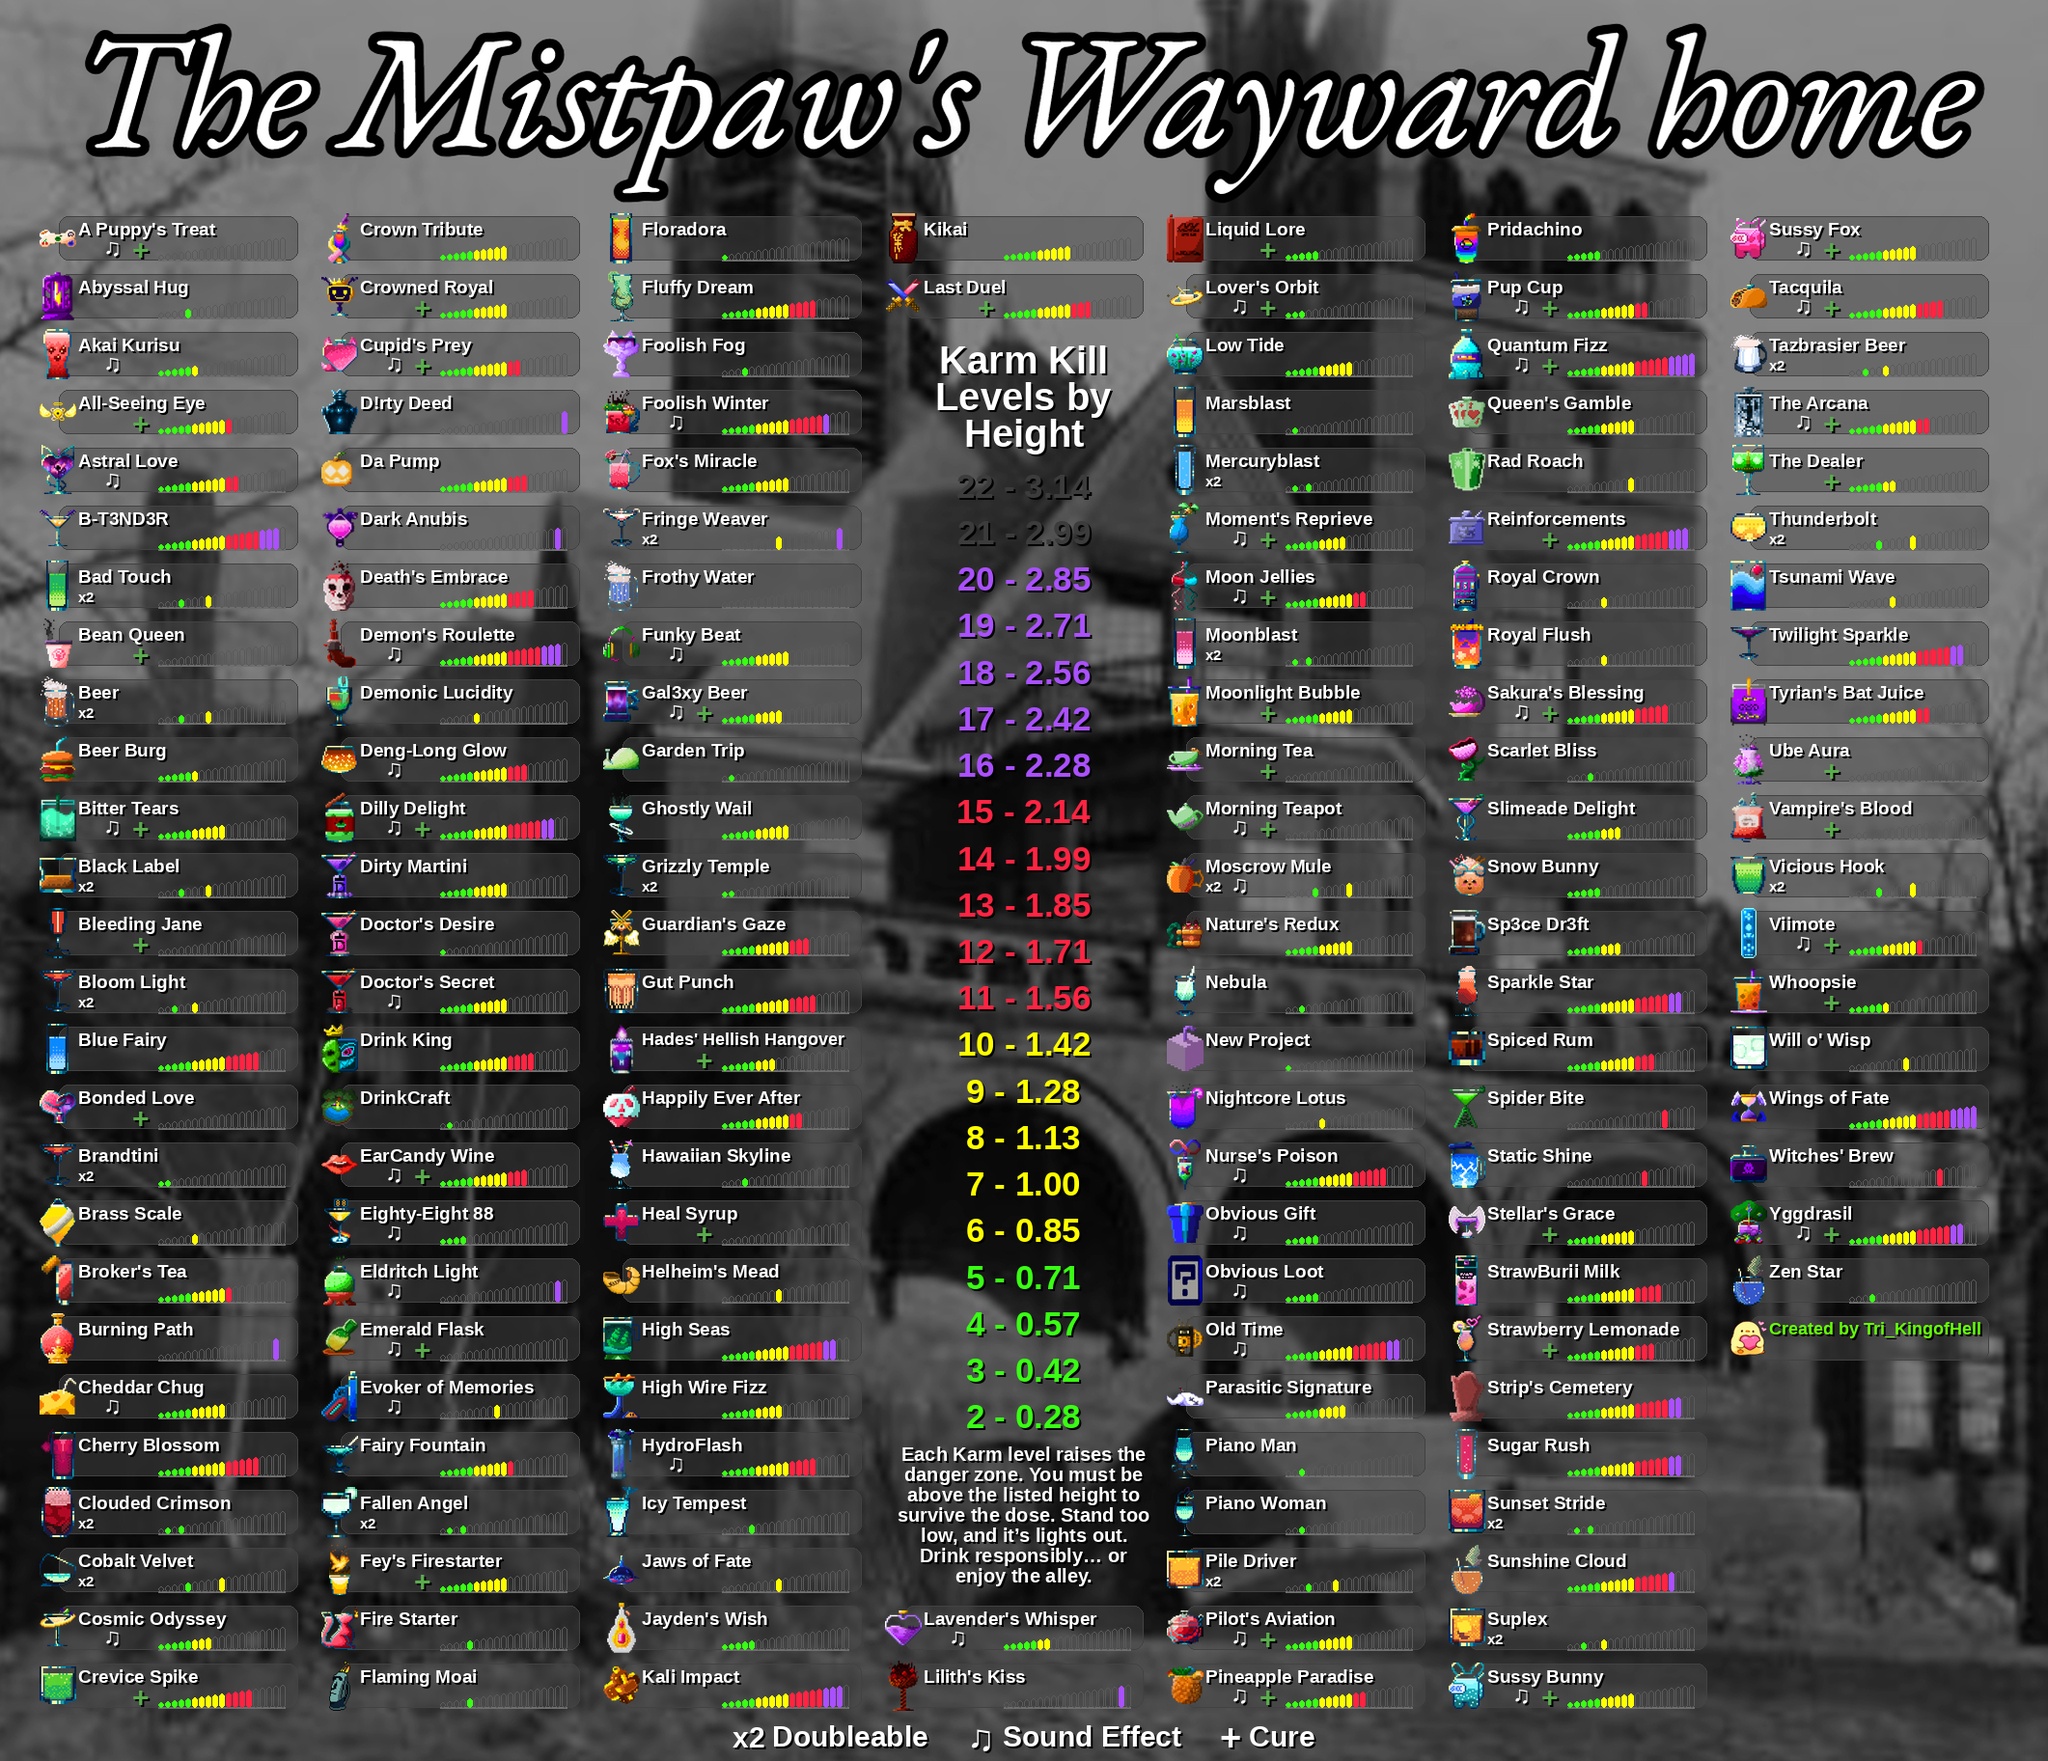 The Mistpaw's Wayward home
A Puppy's Treat
♫ +
Abyssal Hug
Akai Kurisu
♫
All-Seeing Eye
+
Astral Love
♫
B-T3ND3R
Bad Touch
x2
Bean Queen
+
Beer
x2
Beer Burg
Bitter Tears
♫ +
Black Label
x2
Bleeding Jane
+
Bloom Light
x2
Blue Fairy
Bonded Love
+
Brandtini
x2
Brass Scale
Broker's Tea
Burning Path
Cheddar Chug
♫
Cherry Blossom
Clouded Crimson
x2
Cobalt Velvet
x2
Cosmic Odyssey
♫
Crevice Spike
+
Crown Tribute
Crowned Royal
+
Cupid's Prey
♫ +
D!rty Deed
Da Pump
Dark Anubis
Death's Embrace
Demon's Roulette
♫
Demonic Lucidity
Deng-Long Glow
♫
Dilly Delight
♫ +
Dirty Martini
Doctor's Desire
Doctor's Secret
♫
Drink King
DrinkCraft
EarCandy Wine
♫ +
Eighty-Eight 88
♫
Eldritch Light
♫
Emerald Flask
♫ +
Evoker of Memories
♫
Fairy Fountain
Fallen Angel
x2
Fey's Firestarter
+
Fire Starter
Flaming Moai
Floradora
Fluffy Dream
Foolish Fog
Foolish Winter
♫
Fox's Miracle
Fringe Weaver
x2
Frothy Water
Funky Beat
♫
Gal3xy Beer
♫ +
Garden Trip
Ghostly Wail
Grizzly Temple
x2
Guardian's Gaze
Gut Punch
Hades' Hellish Hangover
+
Happily Ever After
Hawaiian Skyline
Heal Syrup
+
Helheim's Mead
High Seas
High Wire Fizz
HydroFlash
♫
Icy Tempest
Jaws of Fate
Jayden's Wish
Kali Impact
Kikai
Last Duel
+
Karm Kill
Levels by
Height
22 - 3.14
21 - 2.99
20 - 2.85
19 - 2.71
18 - 2.56
17 - 2.42
16 - 2.28
15 - 2.14
14 - 1.99
13 - 1.85
12 - 1.71
11 - 1.56
10 - 1.42
9 - 1.28
8 - 1.13
7 - 1.00
6 - 0.85
5 - 0.71
4 - 0.57
3 - 0.42
2 - 0.28
Each Karm level raises the
danger zone. You must be
above the listed height to
survive the dose. Stand too
low, and it's lights out.
Drink responsibly... or
enjoy the alley.
Lavender's Whisper
♫
Lilith's Kiss
Liquid Lore
+
Lover's Orbit
♫ +
Low Tide
Marsblast
Mercuryblast
x2
Moment's Reprieve
♫ +
Moon Jellies
♫ +
Moonblast
x2
Moonlight Bubble
+
Morning Tea
+
Morning Teapot
♫ +
Moscrow Mule
x2 ♫
Nature's Redux
Nebula
New Project
Nightcore Lotus
Nurse's Poison
♫
Obvious Gift
♫
Obvious Loot
♫
Old Time
♫
Parasitic Signature
Piano Man
Piano Woman
Pile Driver
x2
Pilot's Aviation
♫ +
Pineapple Paradise
♫ +
Pridachino
Pup Cup
♫ +
Quantum Fizz
♫ +
Queen's Gamble
Rad Roach
Reinforcements
+
Royal Crown
Royal Flush
Sakura's Blessing
♫ +
Scarlet Bliss
Slimeade Delight
Snow Bunny
Sp3ce Dr3ft
Sparkle Star
Spiced Rum
Spider Bite
Static Shine
Stellar's Grace
+
StrawBurii Milk
Strawberry Lemonade
+
Strip's Cemetery
Sugar Rush
Sunset Stride
x2
Sunshine Cloud
Suplex
x2
Sussy Bunny
♫ +
Sussy Fox
♫ +
Tacquila
♫ +
Tazbrasier Beer
x2
The Arcana
♫ +
The Dealer
+
Thunderbolt
x2
Tsunami Wave
Twilight Sparkle
Tyrian's Bat Juice
Ube Aura
+
Vampire's Blood
+
Vicious Hook
x2
Viimote
♫ +
Whoopsie
+
Will o' Wisp
Wings of Fate
Witches' Brew
Yggdrasil
♫ +
Zen Star
Created by Tri_KingofHell
x2 Doubleable ♫ Sound Effect + Cure